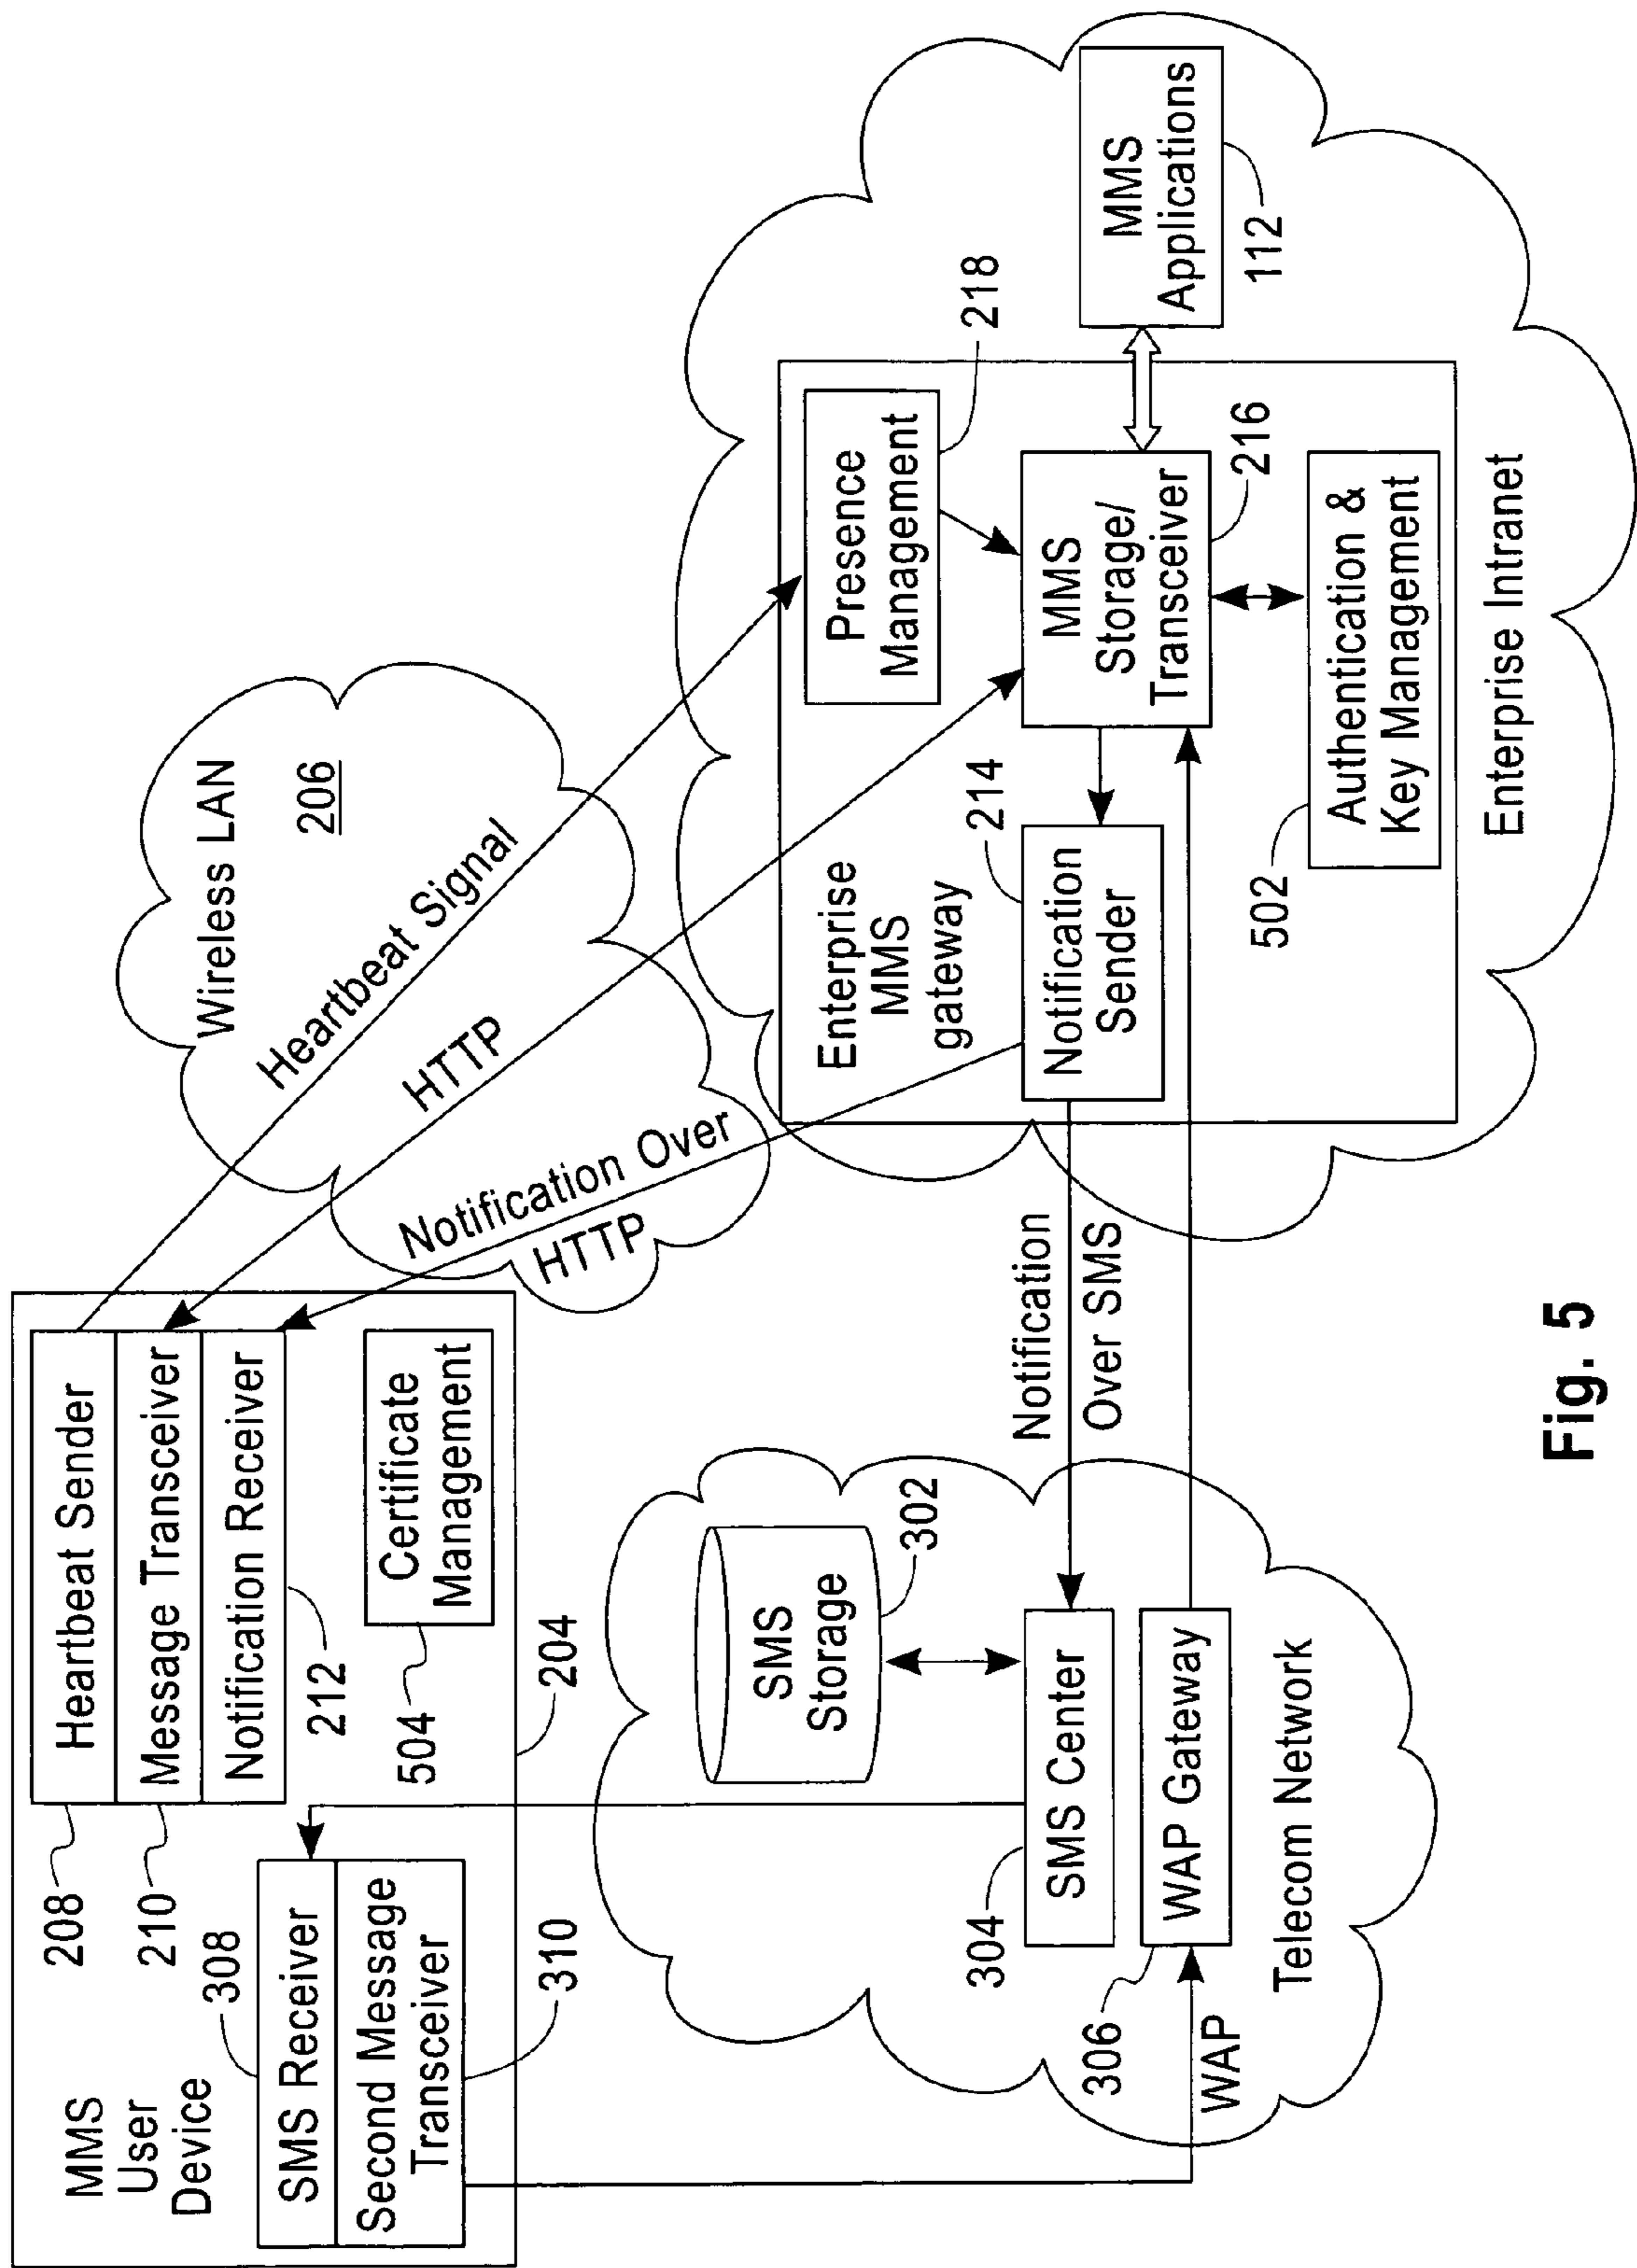 MMS
User
Device
208
Heartbeat Sender
210
Message Transceiver
Notification Receiver
212
308
SMS Receiver
Second Message
Transceiver
310
504
Certificate
Management
204
Wireless LAN
206
Heartbeat Signal
HTTP
Notification Over
HTTP
SMS
Storage
302
304
SMS Center
306
WAP Gateway
WAP
Telecom Network
Notification
Over SMS
Enterprise
MMS
gateway
214
Notification
Sender
Presence
Management
218
MMS
Storage/
Transceiver
216
502
Authentication &
Key Management
MMS
Applications
112
Enterprise Intranet
Fig. 5